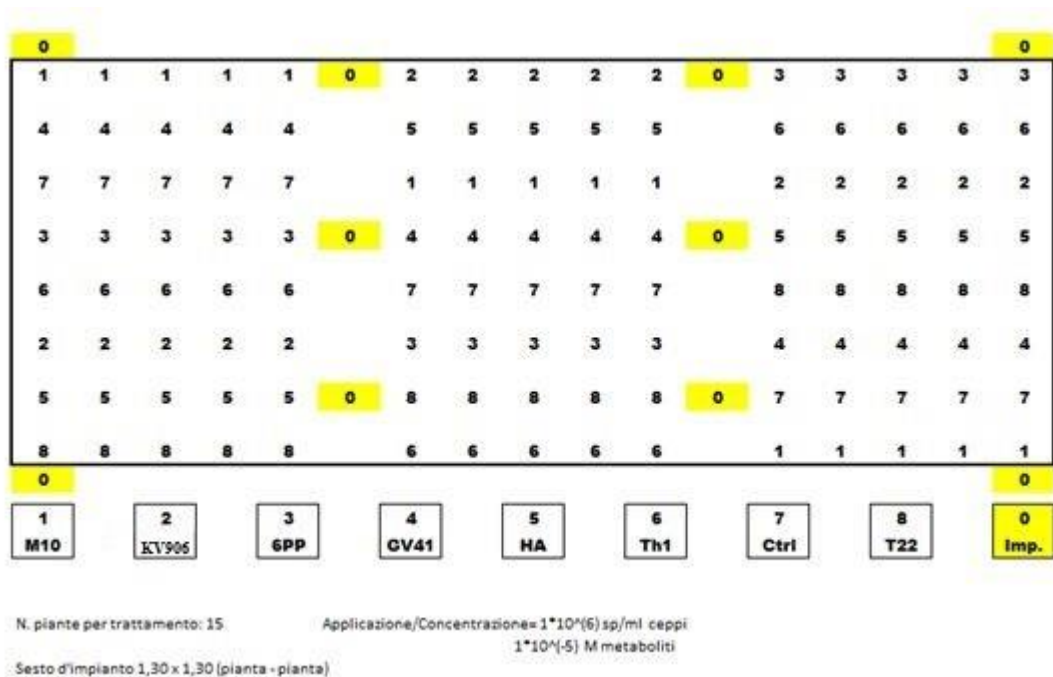 0 0
1 1 1 1 1 0 2 2 2 2 2 0 3 3 3 3 3
4 4 4 4 4 5 5 5 5 5 6 6 6 6 6
7 7 7 7 7 1 1 1 1 1 2 2 2 2 2
3 3 3 3 3 0 4 4 4 4 4 0 5 5 5 5 5
6 6 6 6 6 7 7 7 7 7 8 8 8 8 8
2 2 2 2 2 3 3 3 3 3 4 4 4 4 4
5 5 5 5 5 0 8 8 8 8 8 0 7 7 7 7 7
8 8 8 8 8 6 6 6 6 6 1 1 1 1 1
0 0
1 2 3 4 5 6 7 8 0
M10 KV906 6PP GV41 HA Th1 Ctrl T22 Imp.
N. piante per trattamento: 15 Applicazione/Concentrazione= 1*10^(6) sp/ml ceppi
1*10^(-5) M metaboliti
Sesto d'impianto 1,30 x 1,30 (pianta - pianta)